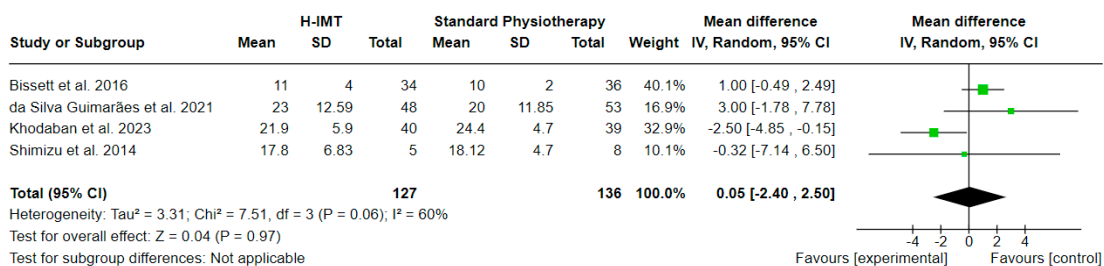 H-IMT Standard Physiotherapy Mean difference Mean difference
Study or Subgroup Mean SD Total Mean SD Total Weight IV, Random, 95% CI IV, Random, 95% CI
Bissett et al. 2016 11 4 34 10 2 36 40.1% 1.00 [-0.49 , 2.49]
da Silva Guimarães et al. 2021 23 12.59 48 20 11.85 53 16.9% 3.00 [-1.78 , 7.78]
Khodaban et al. 2023 21.9 5.9 40 24.4 4.7 39 32.9% -2.50 [-4.85 , -0.15]
Shimizu et al. 2014 17.8 6.83 5 18.12 4.7 8 10.1% -0.32 [-7.14 , 6.50]
Total (95% CI) 127 136 100.0% 0.05 [-2.40 , 2.50]
Heterogeneity: Tau² = 3.31; Chi² = 7.51, df = 3 (P = 0.06); I² = 60%
Test for overall effect: Z = 0.04 (P = 0.97)
Test for subgroup differences: Not applicable
-4 -2 0 2 4
Favours [experimental] Favours [control]